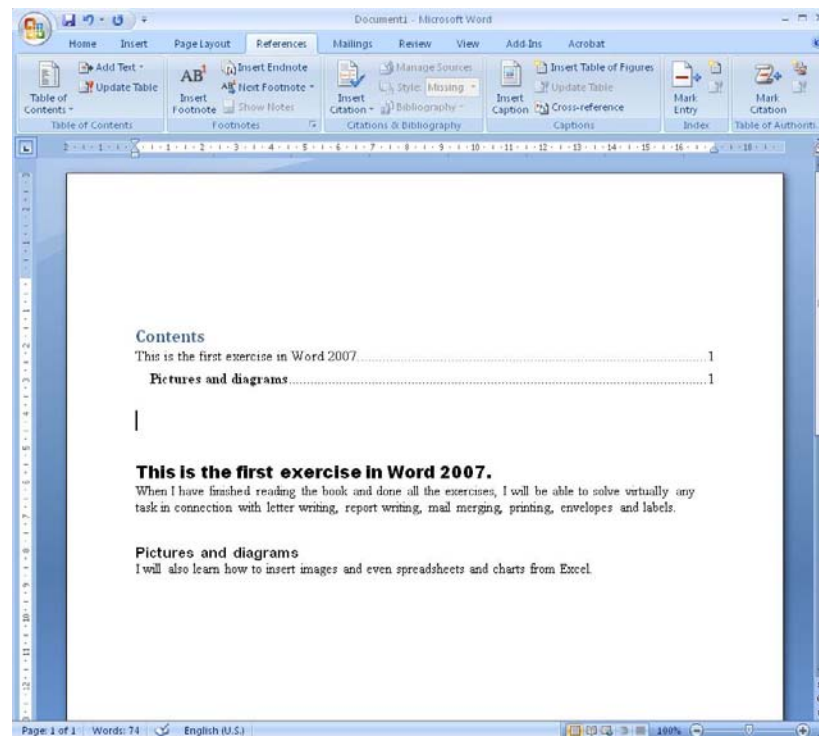 Document1 - Microsoft Word
Home Insert Page Layout References Mailings Review View Add-Ins Acrobat
Table of Contents
Add Text
Update Table
Table of Contents
AB¹ Insert Footnote
Insert Endnote
Next Footnote
Show Notes
Footnotes
Insert Citation
Manage Sources
Style: Missing
Bibliography
Citations & Bibliography
Insert Caption
Insert Table of Figures
Update Table
Cross-reference
Captions
Mark Entry
Index
Mark Citation
Table of Authoriti
Contents
This is the first exercise in Word 2007 1
Pictures and diagrams 1
This is the first exercise in Word 2007.
When I have finished reading the book and done all the exercises, I will be able to solve virtually any
task in connection with letter writing, report writing, mail merging, printing, envelopes and labels.
Pictures and diagrams
I will also learn how to insert images and even spreadsheets and charts from Excel.
Page: 1 of 1 Words: 74 English (U.S.) 100%